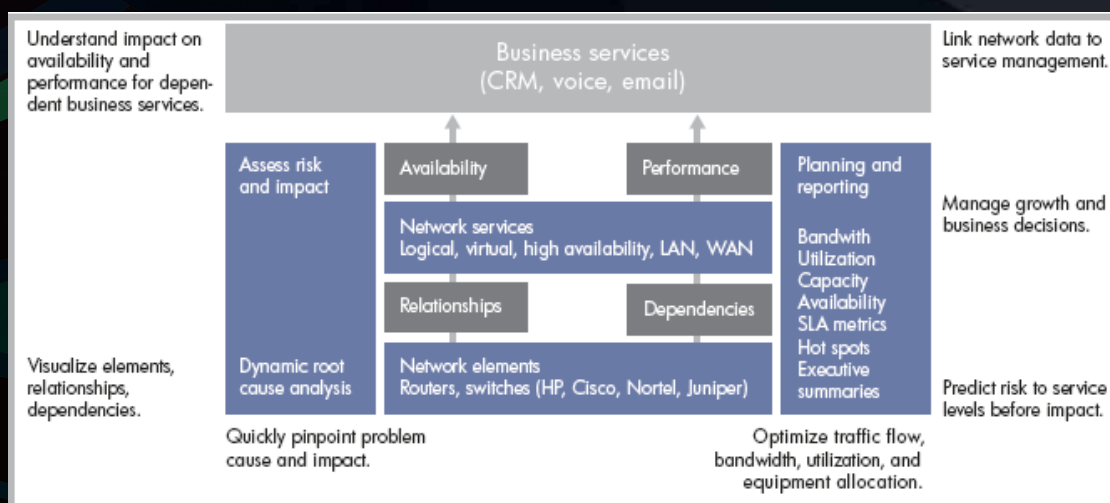 Understand impact on
availability and
performance for depen-
dent business services.
Business services
(CRM, voice, email)
Link network data to
service management.
Assess risk
and impact
Availability
Performance
Planning and
reporting
Manage growth and
business decisions.
Network services
Logical, virtual, high availability, LAN, WAN
Bandwith
Utilization
Capacity
Availability
SLA metrics
Hot spots
Executive
summaries
Relationships
Dependencies
Visualize elements,
relationships,
dependencies.
Dynamic root
cause analysis
Network elements
Routers, switches (HP, Cisco, Nortel, Juniper)
Predict risk to service
levels before impact.
Quickly pinpoint problem
cause and impact.
Optimize traffic flow,
bandwidth, utilization, and
equipment allocation.